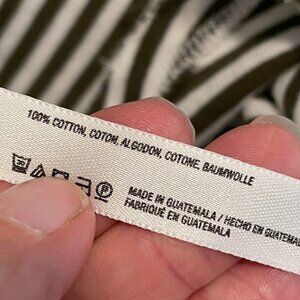 100% COTTON, COTON, ALGODON, COTONE, BAUMWOLLE
MADE IN GUATEMALA / HECHO EN GUATEMALA
FABRIQUÉ EN GUATEMALA